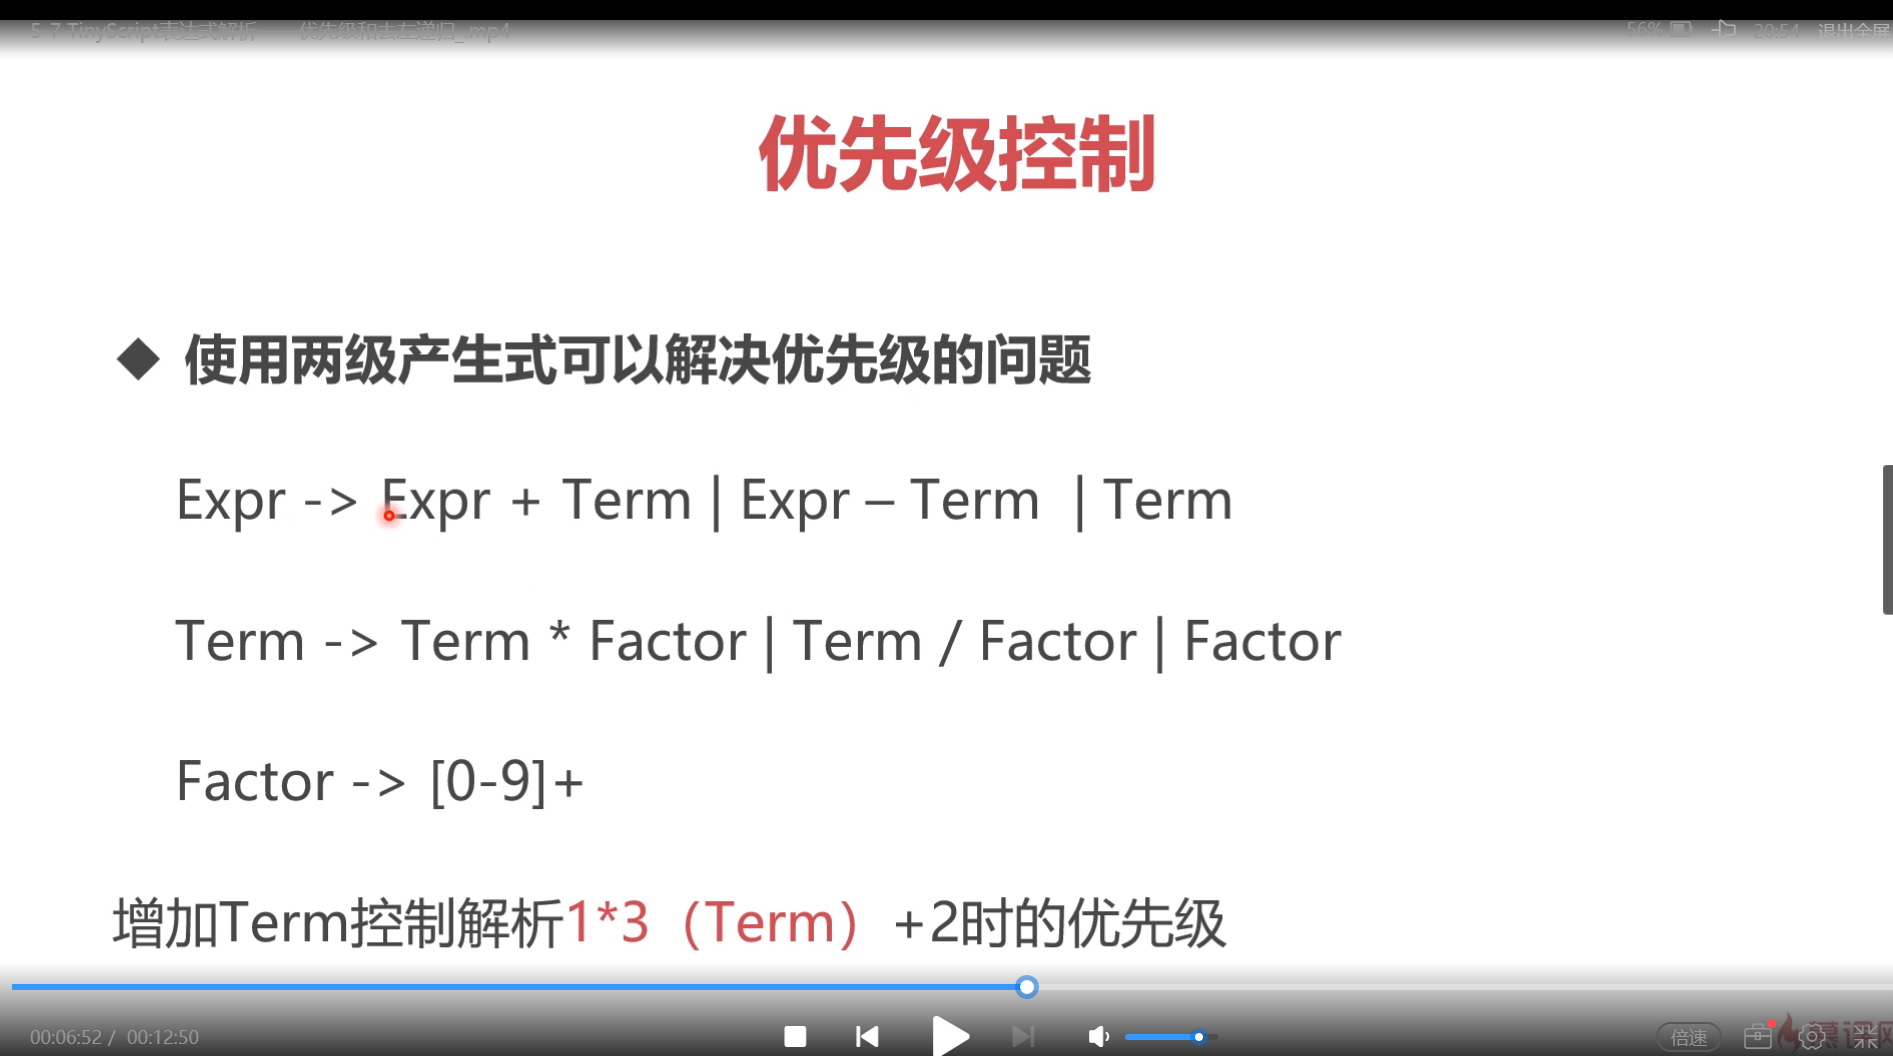 5-7 TinyScript表达式解析——优先级和去左递归_.mp4
56% 20:54 退出全屏
优先级控制
◆ 使用两级产生式可以解决优先级的问题
Expr -> Expr + Term | Expr – Term | Term
Term -> Term * Factor | Term / Factor | Factor
Factor -> [0-9]+
增加Term控制解析1*3（Term）+2时的优先级
00:06:52 / 00:12:50
倍速